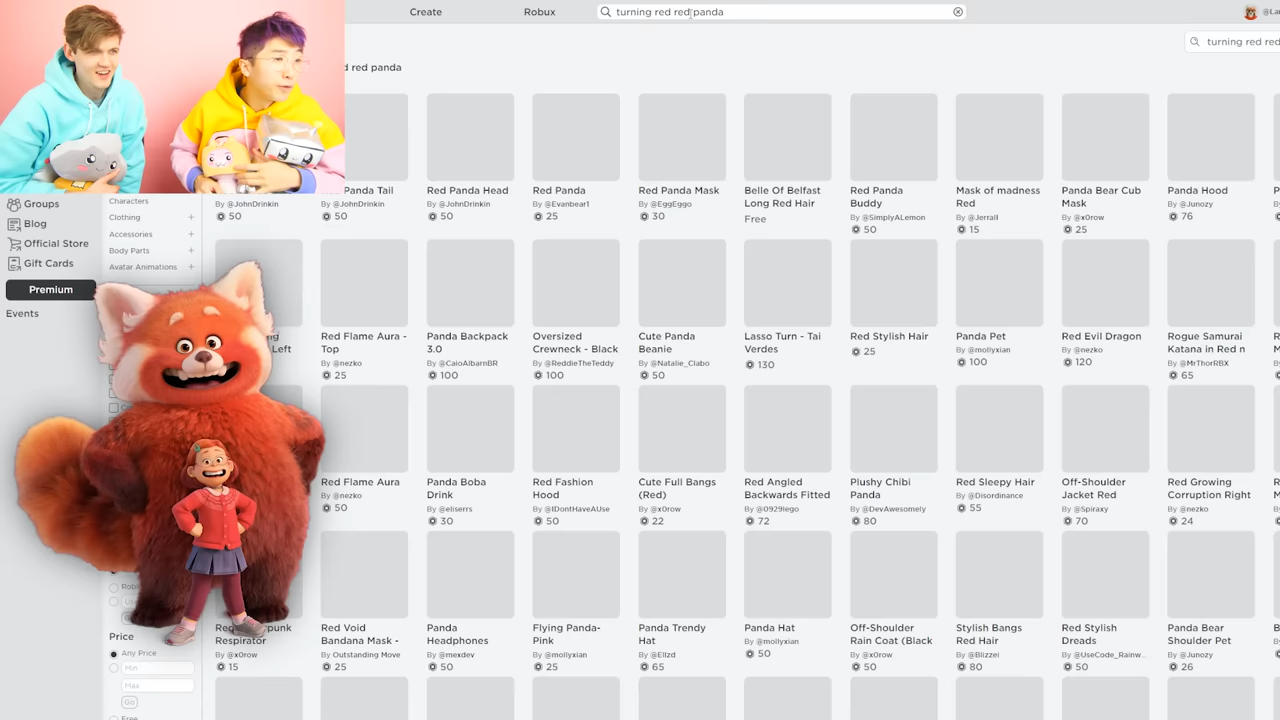 Create
Robux
turning red red panda
@La
turning red red
d red panda
Panda Tail
By @JohnDrinkin
50
Red Panda Head
By @JohnDrinkin
50
Red Panda
By @Evanbear1
25
Red Panda Mask
By @EggEggo
30
Belle Of Belfast
Long Red Hair
Free
Red Panda
Buddy
By @SimplyALemon
50
Mask of madness
Red
By @Jerrall
15
Panda Bear Cub
Mask
By @x0row
25
Panda Hood
By @Junozy
76
Groups
Blog
Official Store
Gift Cards
Premium
Events
Characters
Clothing +
Accessories +
Body Parts +
Avatar Animations +
Left
Red Flame Aura -
Top
By @nezko
25
Panda Backpack
3.0
By @CaioAlbarnBR
100
Oversized
Crewneck - Black
By @ReddieTheTeddy
100
Cute Panda
Beanie
By @Natalie_Clabo
50
Lasso Turn - Tai
Verdes
130
Red Stylish Hair
25
Panda Pet
By @mollyxian
100
Red Evil Dragon
By @nezko
120
Rogue Samurai
Katana in Red n
By @MrThorRBX
65
Red Flame Aura
By @nezko
50
Panda Boba
Drink
By @eliserrs
30
Red Fashion
Hood
By @IDontHaveAUse
50
Cute Full Bangs
(Red)
By @x0row
22
Red Angled
Backwards Fitted
By @0929lego
72
Plushy Chibi
Panda
By @DevAwesomely
80
Red Sleepy Hair
By @Disordinance
55
Off-Shoulder
Jacket Red
By @Spiraxy
70
Red Growing
Corruption Right
By @nezko
24
Respirator
By @x0row
15
Red Void
Bandana Mask -
By Outstanding Move
25
Panda
Headphones
By @mexdev
50
Flying Panda-
Pink
By @mollyxian
25
Panda Trendy
Hat
By @Ellzd
65
Panda Hat
By @mollyxian
50
Off-Shoulder
Rain Coat (Black
By @x0row
50
Stylish Bangs
Red Hair
By @Blizzei
80
Red Stylish
Dreads
By @UseCode_Rainw...
50
Panda Bear
Shoulder Pet
By @Junozy
26
Price
Any Price
Min
Max
Go
Free